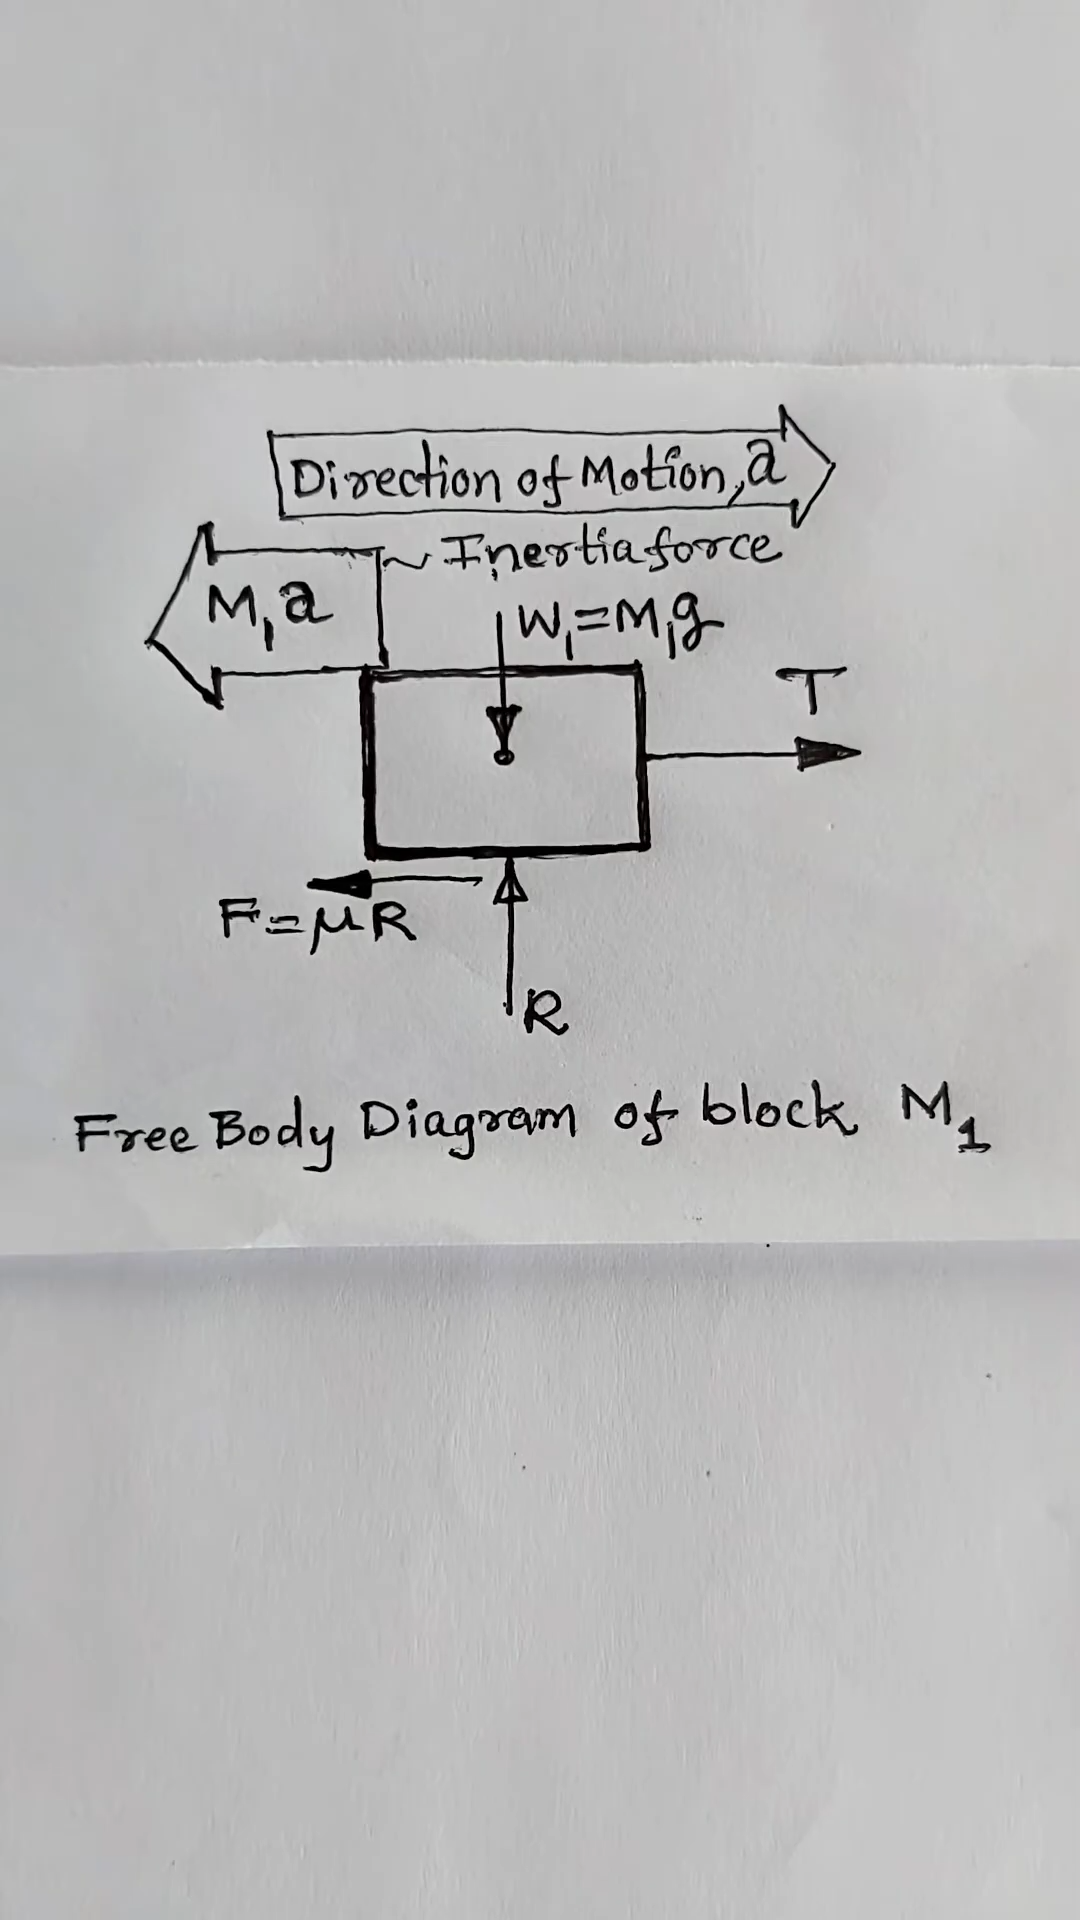 Direction of Motion, a
Inertia force
M₁a
W₁=M₁g
T
F=μR
R
Free Body Diagram of block M₁